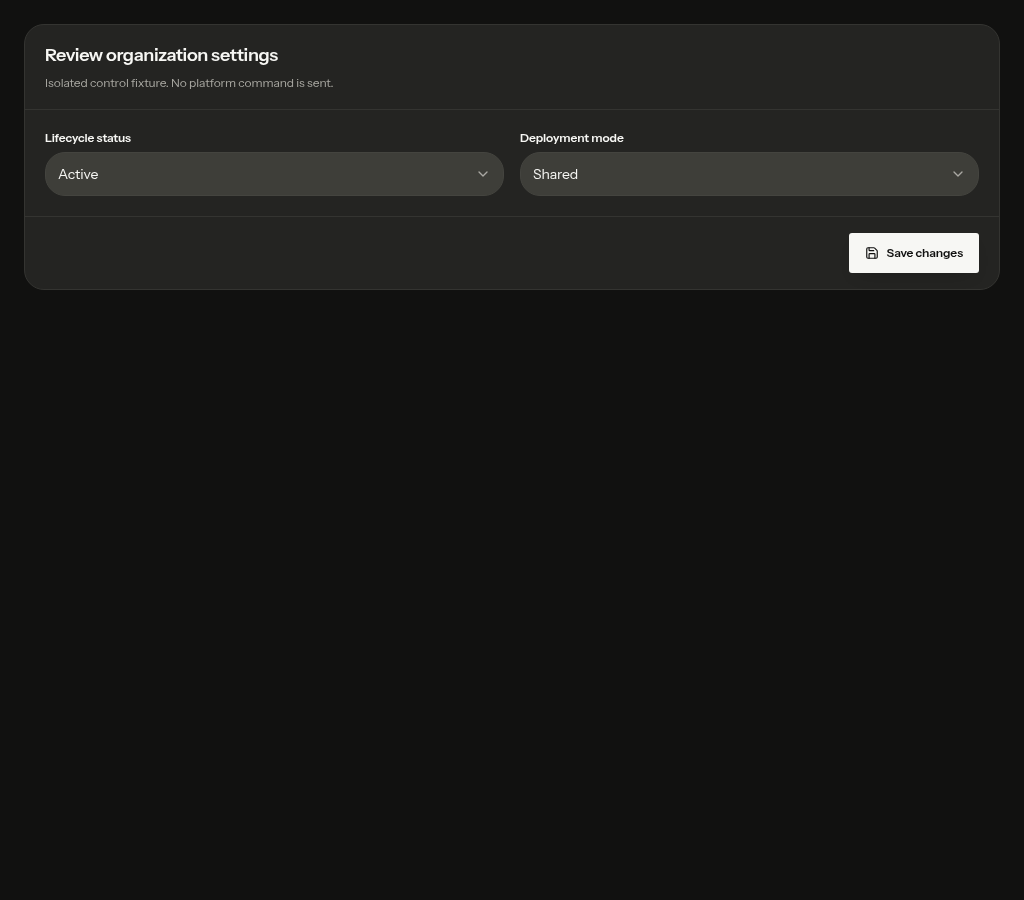 Review organization settings
Isolated control fixture. No platform command is sent.
Lifecycle status
Deployment mode
Active
Shared
Save changes